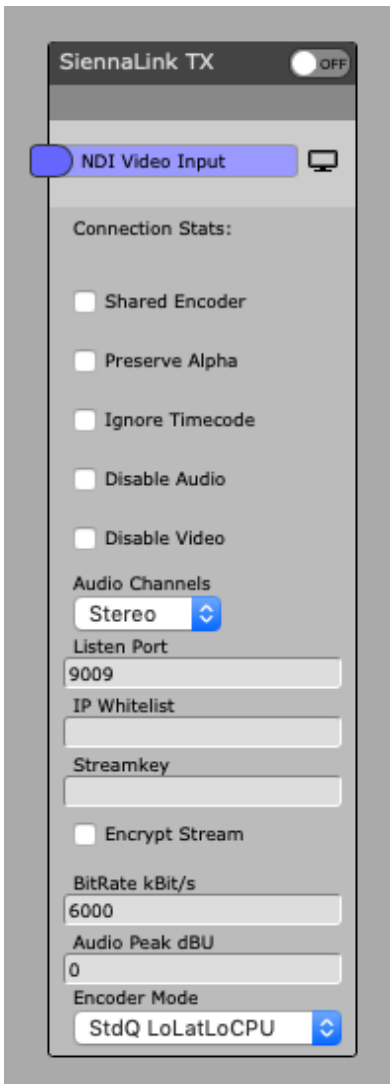 SiennaLink TX
OFF
NDI Video Input
Connection Stats:
Shared Encoder
Preserve Alpha
Ignore Timecode
Disable Audio
Disable Video
Audio Channels
Stereo
Listen Port
9009
IP Whitelist
Streamkey
Encrypt Stream
BitRate kBit/s
6000
Audio Peak dBU
0
Encoder Mode
StdQ LoLatLoCPU